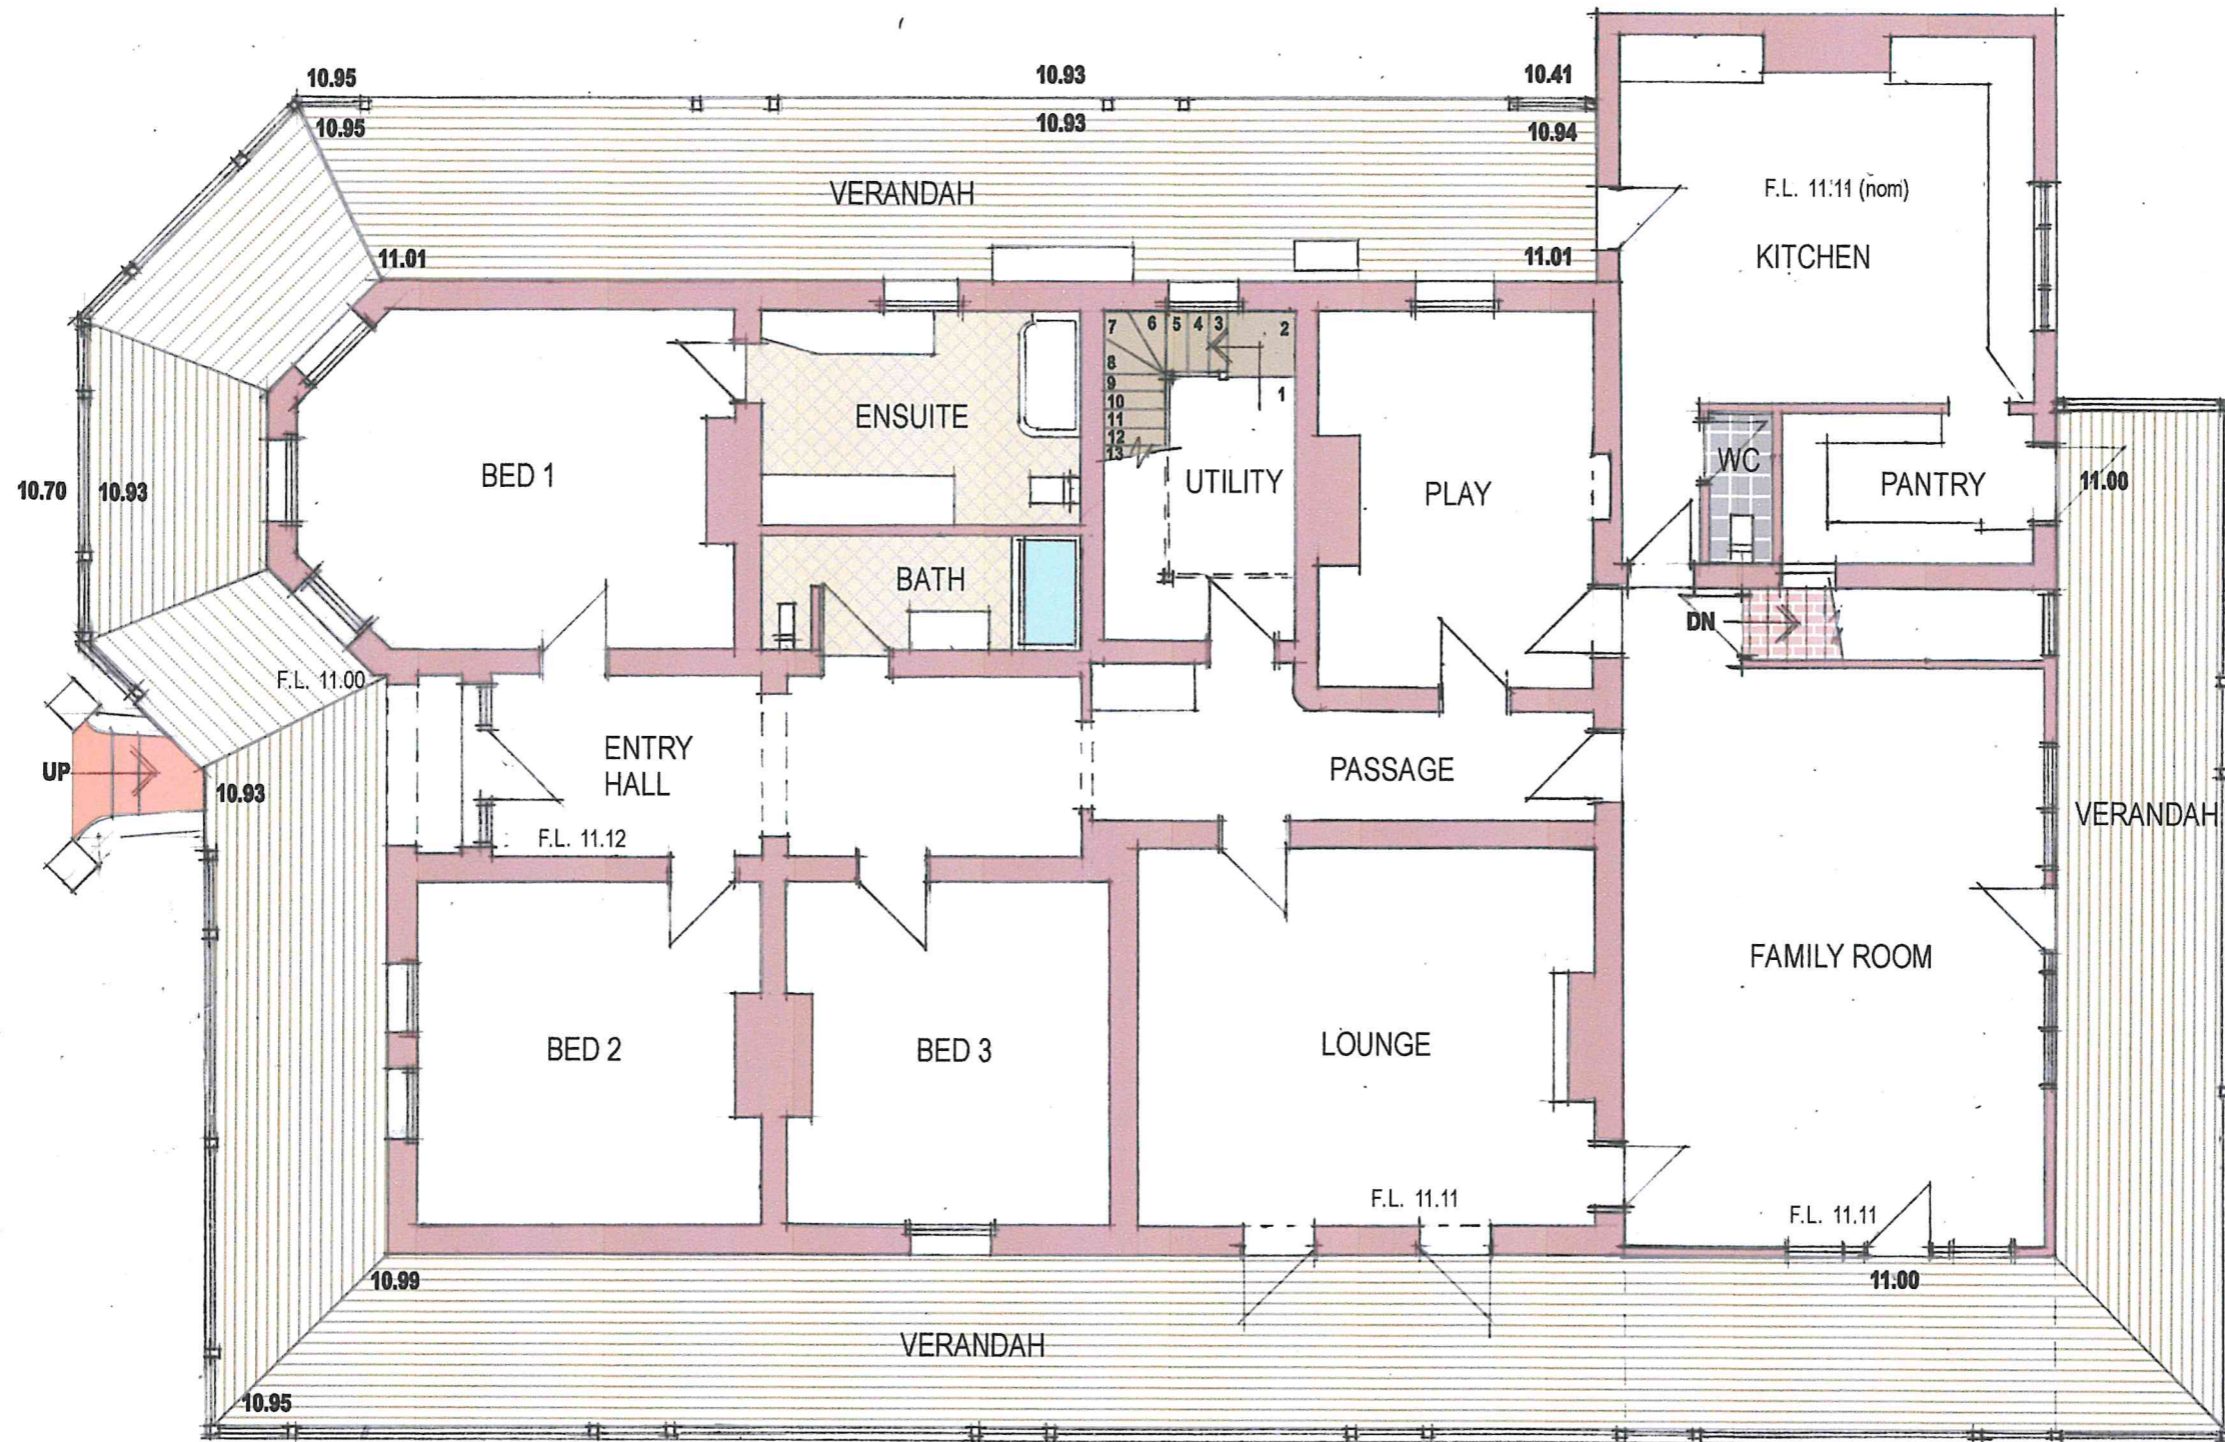 10.95
10.93
10.41
10.95
10.93
10.94
VERANDAH
F.L. 11.11 (nom)
KITCHEN
11.01
11.01
7
6
5
4
3
2
8
9
10
11
12
13
1
ENSUITE
BED 1
UTILITY
PLAY
WC
PANTRY
11.00
10.70
10.93
BATH
DN
F.L. 11.00
ENTRY
HALL
PASSAGE
UP
10.93
F.L. 11.12
VERANDAH
FAMILY ROOM
BED 2
BED 3
LOUNGE
F.L. 11.11
F.L. 11.11
10.99
11.00
VERANDAH
10.95